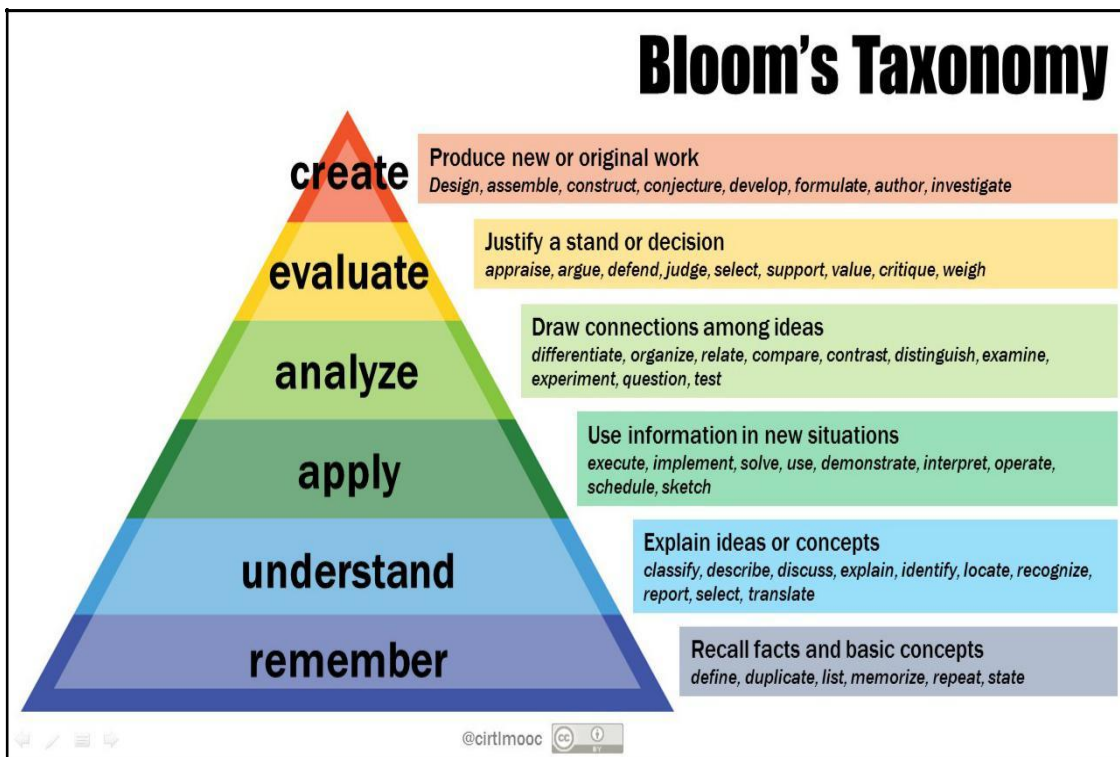 Bloom's Taxonomy
create
Produce new or original work
Design, assemble, construct, conjecture, develop, formulate, author, investigate
evaluate
Justify a stand or decision
appraise, argue, defend, judge, select, support, value, critique, weigh
analyze
Draw connections among ideas
differentiate, organize, relate, compare, contrast, distinguish, examine,
experiment, question, test
apply
Use information in new situations
execute, implement, solve, use, demonstrate, interpret, operate,
schedule, sketch
understand
Explain ideas or concepts
classify, describe, discuss, explain, identify, locate, recognize,
report, select, translate
remember
Recall facts and basic concepts
define, duplicate, list, memorize, repeat, state
@cirtlmooc
cc
BY